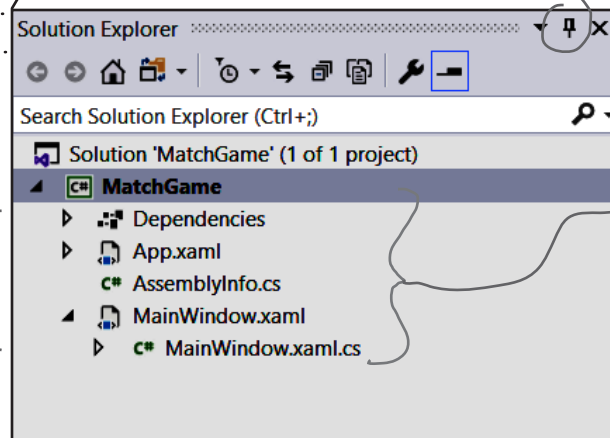 Solution Explorer
Search Solution Explorer (Ctrl+;)
Solution 'MatchGame' (1 of 1 project)
C# MatchGame
Dependencies
App.xaml
C# AssemblyInfo.cs
MainWindow.xaml
C# MainWindow.xaml.cs